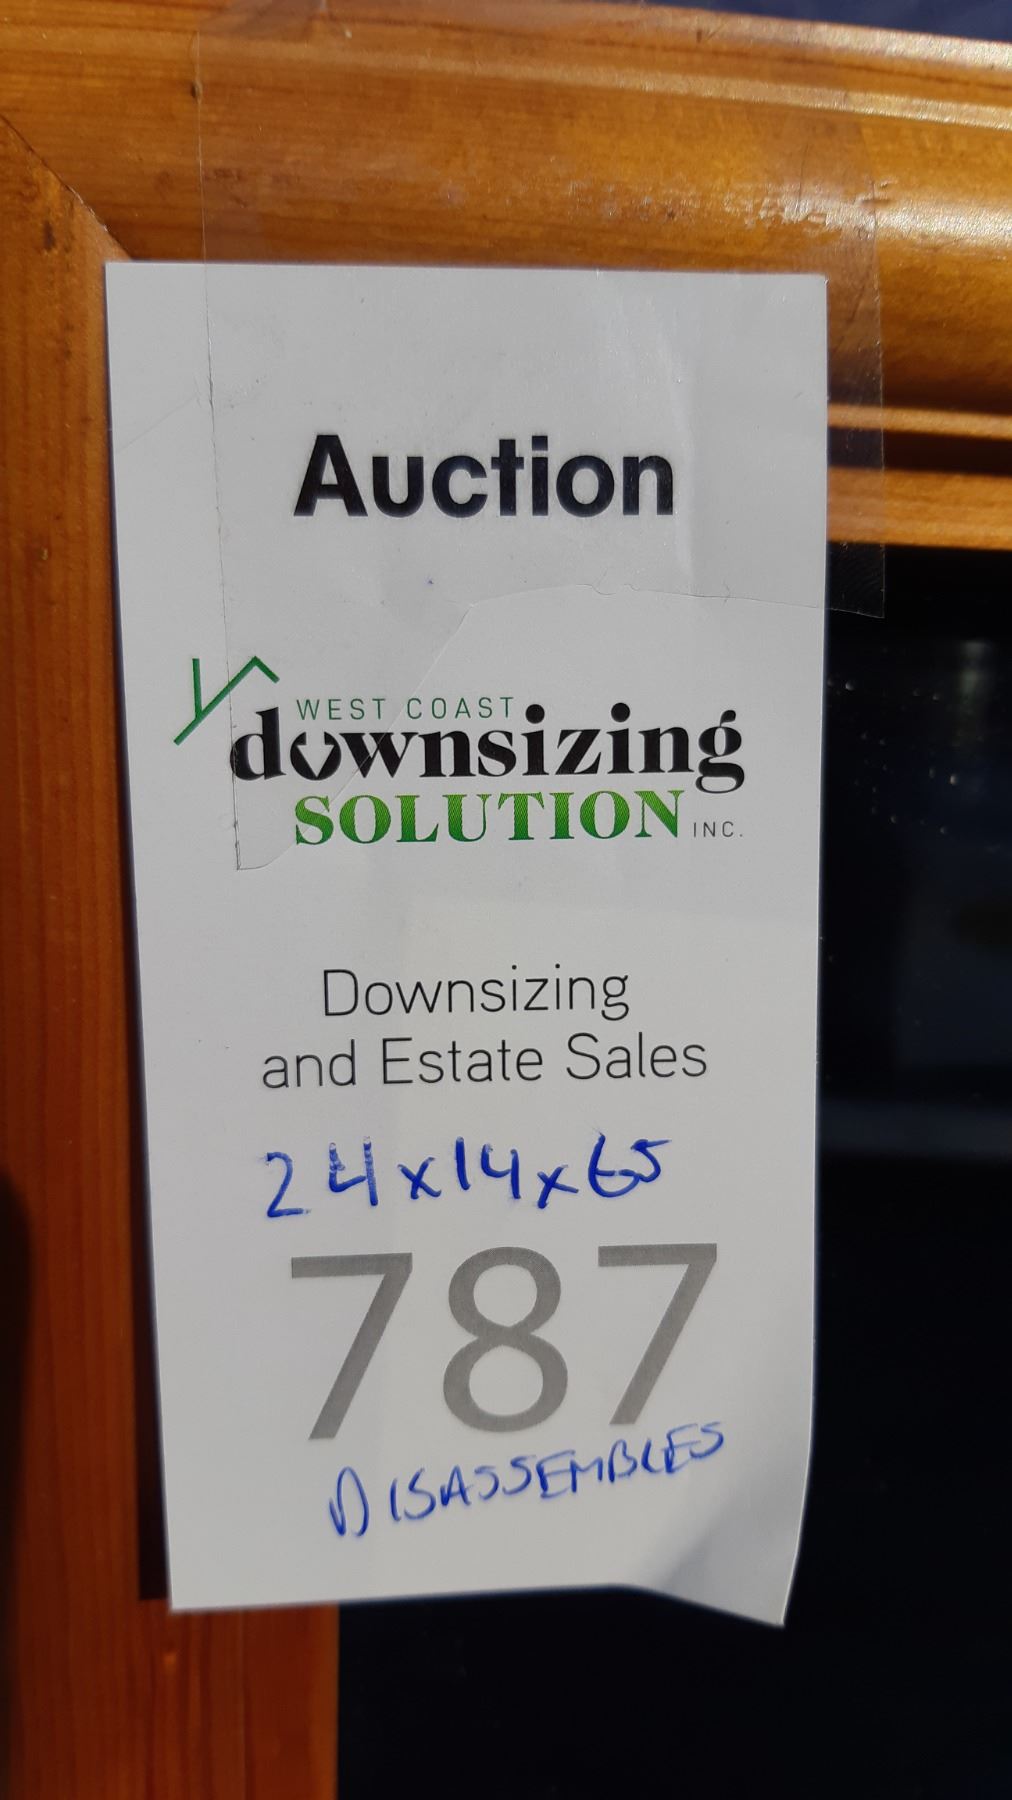 Auction
WEST COAST
downsizing
SOLUTION INC.
Downsizing
and Estate Sales
24x14x65
787
DISASSEMBLES